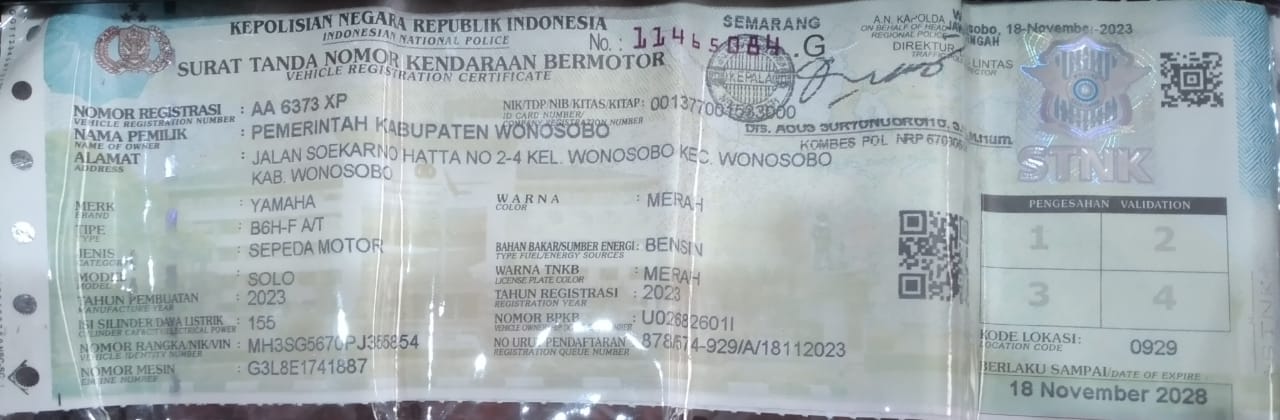 KEPOLISIAN NEGARA REPUBLIK INDONESIA
INDONESIAN NATIONAL POLICE
No. : 11465084 .G
SURAT TANDA NOMOR KENDARAAN BERMOTOR
VEHICLE REGISTRATION CERTIFICATE
SEMARANG
A.N. KAPOLDA
ON BEHALF OF HEAD
REGIONAL POLICE
DIREKTUR LINTAS
KEPALA
KOMBES POL NRP
NOMOR REGISTRASI : AA 6373 XP
VEHICLE REGISTRATION NUMBER
NIK/TDP/NIB/KITAS/KITAP:
ID CARD NUMBER/
REGISTRATION NUMBER
NAMA PEMILIK : PEMERINTAH KABUPATEN WONOSOBO
NAME OF OWNER
ALAMAT : JALAN SOEKARNO HATTA NO 2-4 KEL. WONOSOBO KEC. WONOSOBO
ADDRESS
KAB. WONOSOBO
MERK : YAMAHA
BRAND
TIPE : B6H-F A/T
TYPE
JENIS : SEPEDA MOTOR
MODEL : SOLO
MODEL
TAHUN PEMBUATAN : 2023
MANUFACTURE YEAR
ISI SILINDER/DAYA LISTRIK : 155
NOMOR RANGKA/NIK/VIN :
VEHICLE IDENTITY NUMBER
NOMOR MESIN : G3L8E1741887
ENGINE NUMBER
WARNA : MERAH
COLOR
BAHAN BAKAR/SUMBER ENERGI : BENSIN
TYPE FUEL/ENERGY SOURCES
WARNA TNKB : MERAH
LICENSE PLATE COLOR
TAHUN REGISTRASI : 2023
REGISTRATION YEAR
NOMOR BPKB :
NO URUT PENDAFTARAN :
REGISTRATION QUEUE NUMBER
18-November-2023
STNK
PENGESAHAN VALIDATION
1 2
3 4
KODE LOKASI: 0929
LOCATION CODE
BERLAKU SAMPAI/DATE OF EXPIRE
18 November 2028